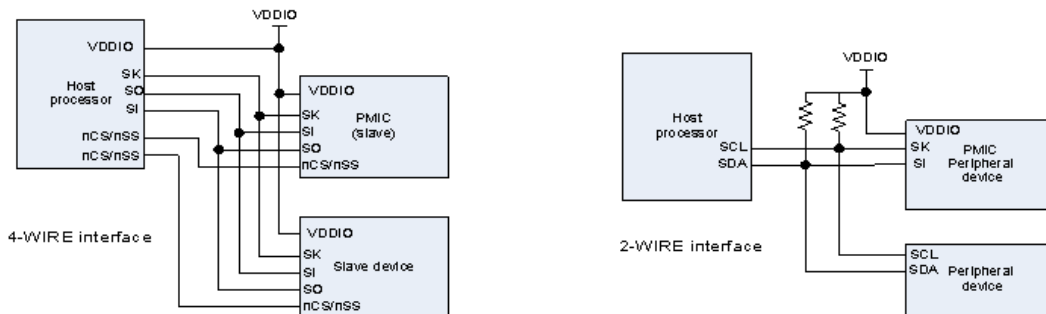 VDDIO
VDDIO
Host
processor
SK
SO
SI
nCS/nSS
nCS/nSS
VDDIO
SK
SI
SO
nCS/nSS
PMIC
(slave)
VDDIO
SK
SI
SO
nCS/nSS
Slave device
4-WIRE interface
VDDIO
Host
processor
SCL
SDA
VDDIO
SK
SI
PMIC
Peripheral
device
SCL
SDA
Peripheral
device
2-WIRE interface